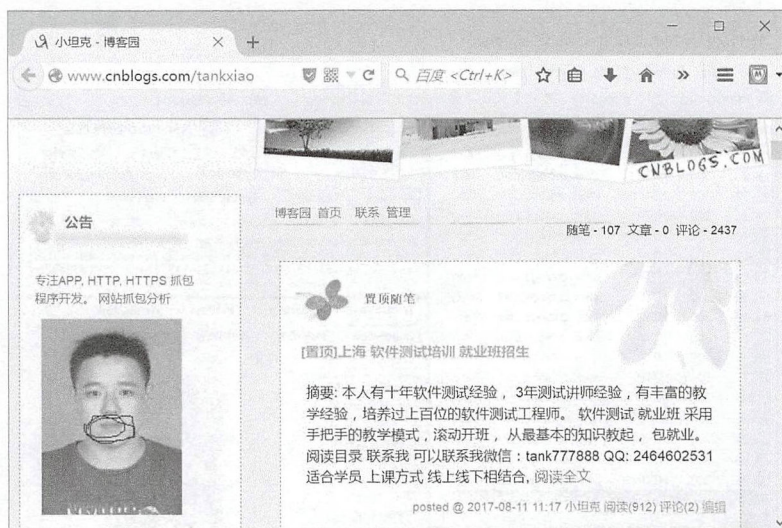 小坦克 - 博客园
www.cnblogs.com/tankxiao
百度 <Ctrl+K>
CNBLOGS.COM
公告
博客园 首页 联系 管理
随笔 - 107 文章 - 0 评论 - 2437
专注APP, HTTP, HTTPS 抓包
程序开发。 网站抓包分析
置顶随笔
[置顶]上海 软件测试培训 就业班招生
摘要: 本人有十年软件测试经验， 3年测试讲师经验，有丰富的教
学经验，培养过上百位的软件测试工程师。 软件测试 就业班 采用
手把手的教学模式，滚动开班， 从最基本的知识教起， 包就业。
阅读目录 联系我 可以联系我微信：tank777888 QQ: 2464602531
适合学员 上课方式 线上线下相结合, 阅读全文
posted @ 2017-08-11 11:17 小坦克 阅读(912) 评论(2) 编辑